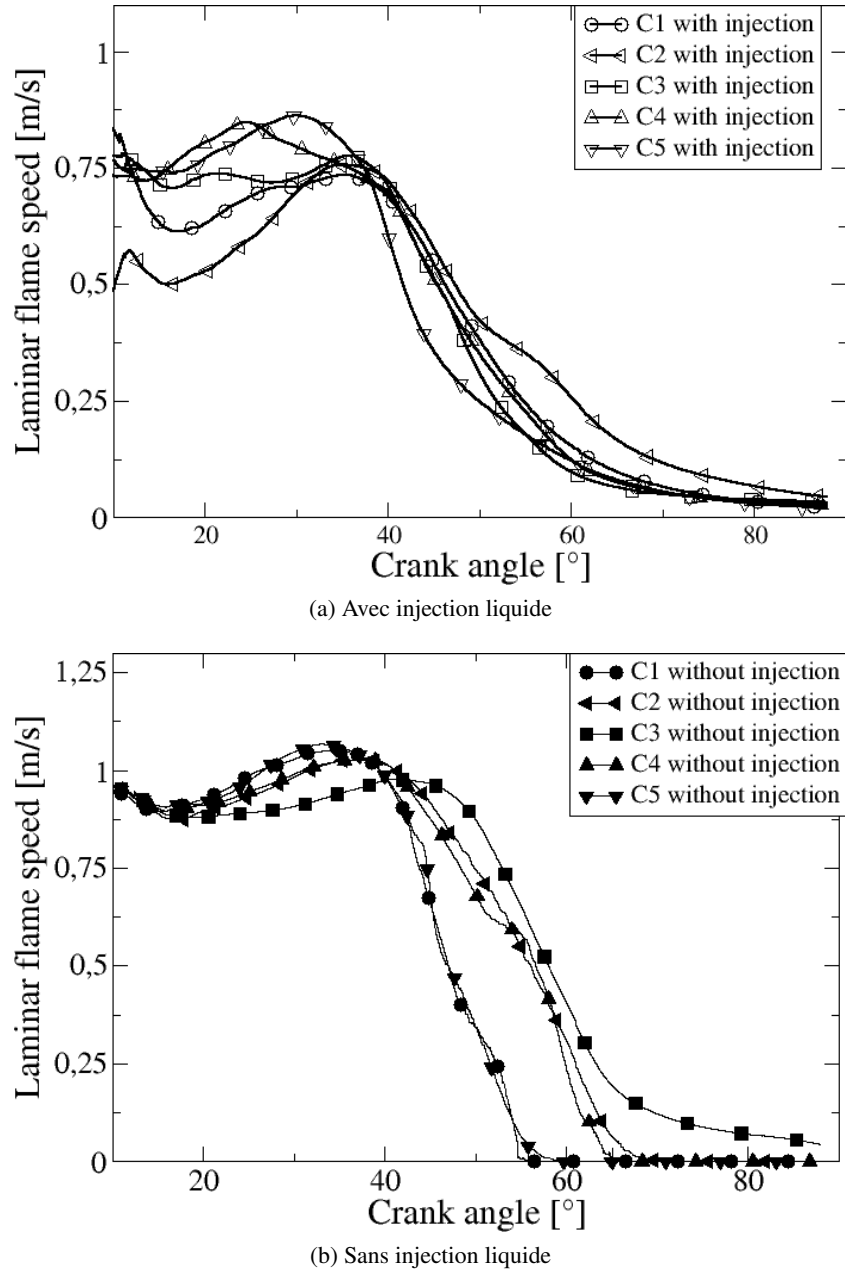 1
0,75
0,5
0,25
0
Laminar flame speed [m/s]
C1 with injection
C2 with injection
C3 with injection
C4 with injection
C5 with injection
20
40
60
80
Crank angle [°]
(a) Avec injection liquide
1,25
1
0,75
0,5
0,25
0
Laminar flame speed [m/s]
C1 without injection
C2 without injection
C3 without injection
C4 without injection
C5 without injection
20
40
60
80
Crank angle [°]
(b) Sans injection liquide